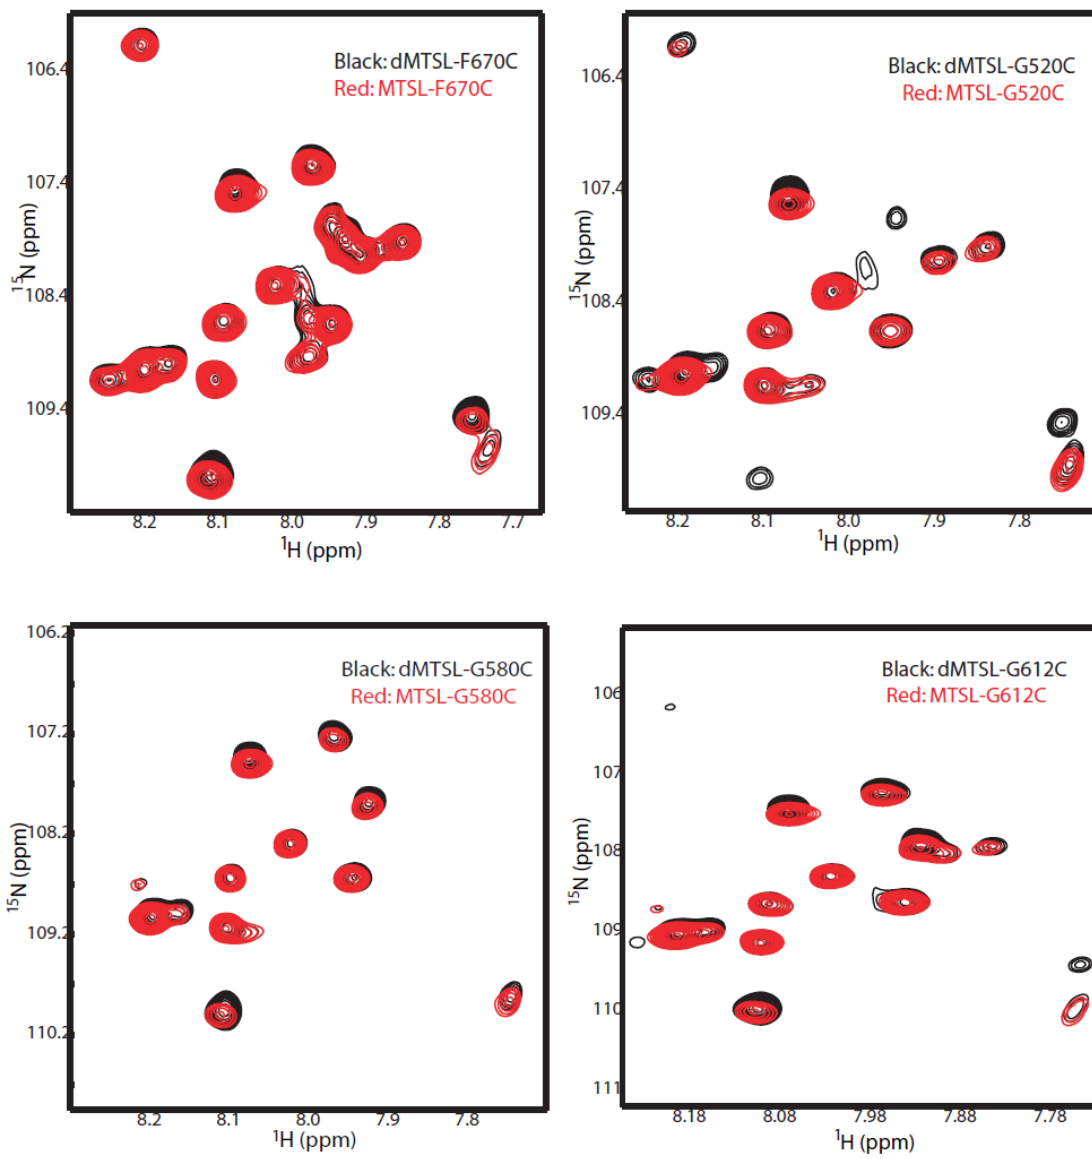 Black: dMTSL-F670C
Red: MTSL-F670C
106.4
107.4
108.4
109.4
15N (ppm)
8.2 8.1 8.0 7.9 7.8 7.7
1H (ppm)
Black: dMTSL-G520C
Red: MTSL-G520C
106.4
107.4
108.4
109.4
15N (ppm)
8.2 8.1 8.0 7.9 7.8
1H (ppm)
106.2
Black: dMTSL-G580C
Red: MTSL-G580C
107.2
108.2
109.2
110.2
15N (ppm)
8.2 8.1 8.0 7.8
1H (ppm)
Black: dMTSL-G612C
Red: MTSL-G612C
106
107
108
109
110
111
15N (ppm)
8.18 8.08 7.98 7.88 7.78
1H (ppm)